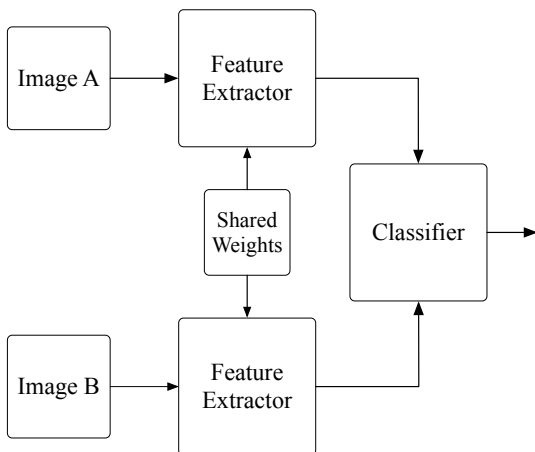 Image A
Feature
Extractor
Shared
Weights
Classifier
Image B
Feature
Extractor